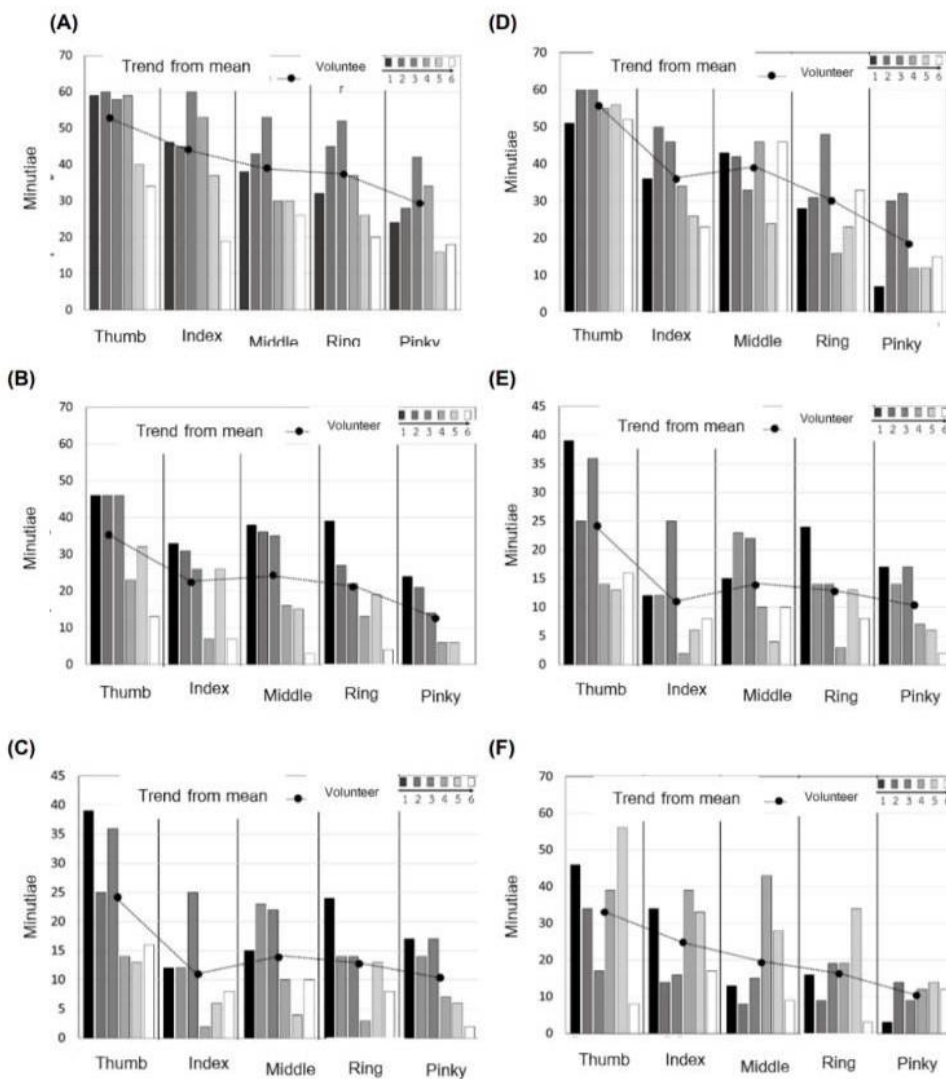 (A)
Trend from mean
Voluntee
r
1 2 3 4 5 6
70
60
50
40
30
20
10
0
Minutiae
Thumb Index Middle Ring Pinky
(D)
Trend from mean
Volunteer
1 2 3 4 5 6
70
60
50
40
30
20
10
0
Minutiae
Thumb Index Middle Ring Pinky
(B)
Trend from mean
Volunteer
1 2 3 4 5 6
70
60
50
40
30
20
10
0
Minutiae
Thumb Index Middle Ring Pinky
(E)
Trend from mean
Volunteer
1 2 3 4 5 6
45
40
35
30
25
20
15
10
5
0
Minutiae
Thumb Index Middle Ring Pinky
(C)
Trend from mean
Volunteer
1 2 3 4 5 6
45
40
35
30
25
20
15
10
5
0
Minutiae
Thumb Index Middle Ring Pinky
(F)
Trend from mean
Volunteer
1 2 3 4 5 6
70
60
50
40
30
20
10
0
Minutiae
Thumb Index Middle Ring Pinky